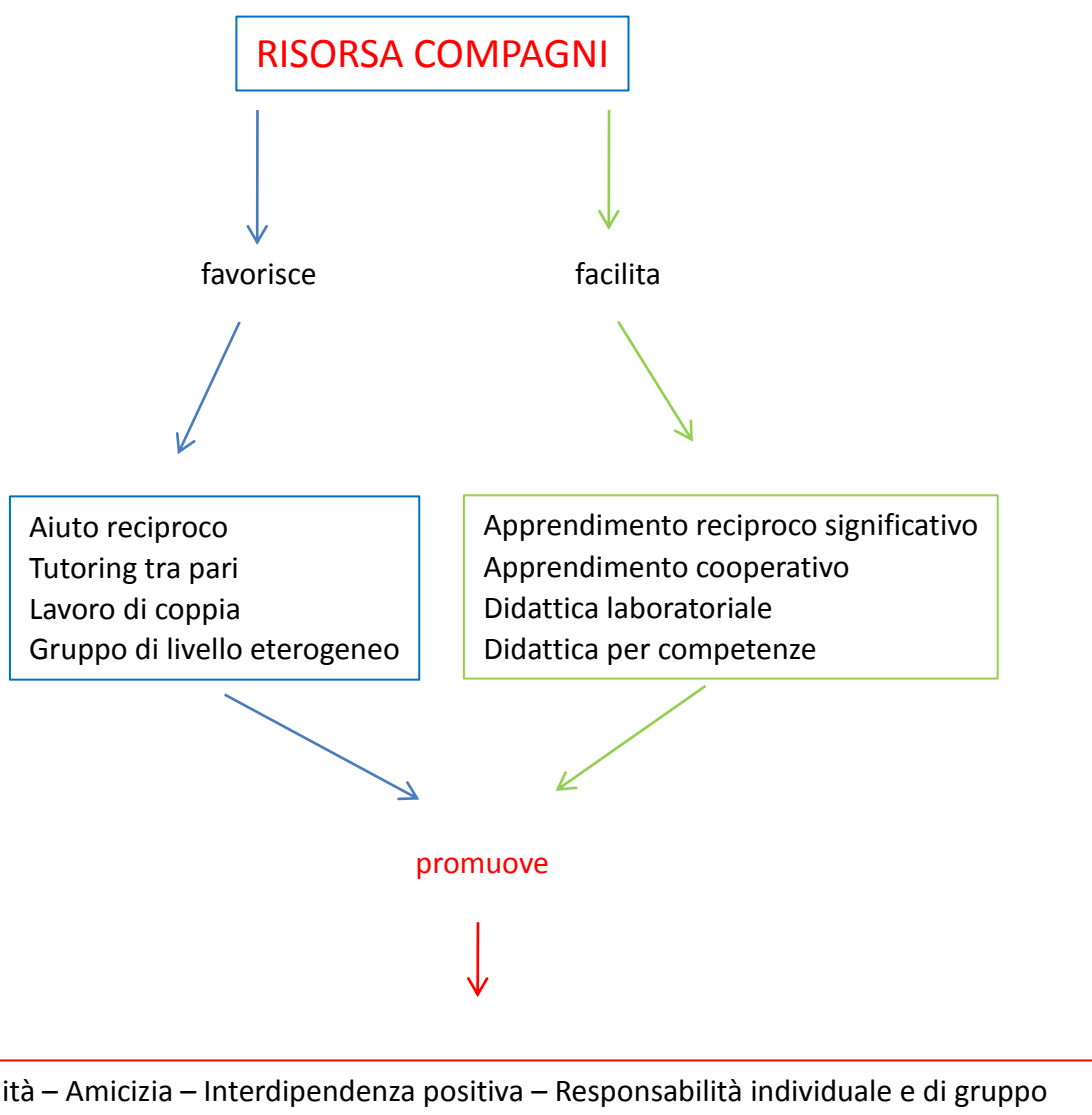 RISORSA COMPAGNI
favorisce
facilita
Aiuto reciproco
Tutoring tra pari
Lavoro di coppia
Gruppo di livello eterogeneo
Apprendimento reciproco significativo
Apprendimento cooperativo
Didattica laboratoriale
Didattica per competenze
promuove
ità – Amicizia – Interdipendenza positiva – Responsabilità individuale e di gruppo